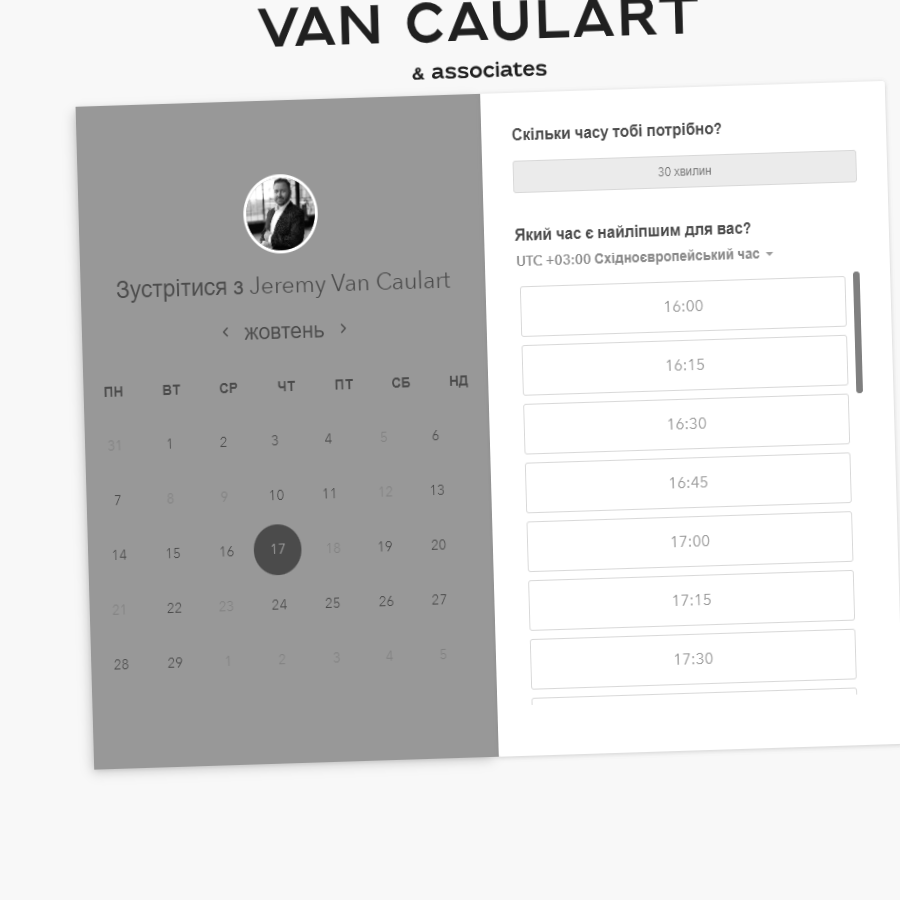 VAN CAULART
& associates
Зустрітися з Jeremy Van Caulart
‹ жовтень ›
ПН ВТ СР ЧТ ПТ СБ НД
31 1 2 3 4 5 6
7 8 9 10 11 12 13
14 15 16 17 18 19 20
21 22 23 24 25 26 27
28 29 1 2 3 4 5
Скільки часу тобі потрібно?
30 хвилин
Який час є найліпшим для вас?
UTC +03:00 Східноєвропейський час
16:00
16:15
16:30
16:45
17:00
17:15
17:30